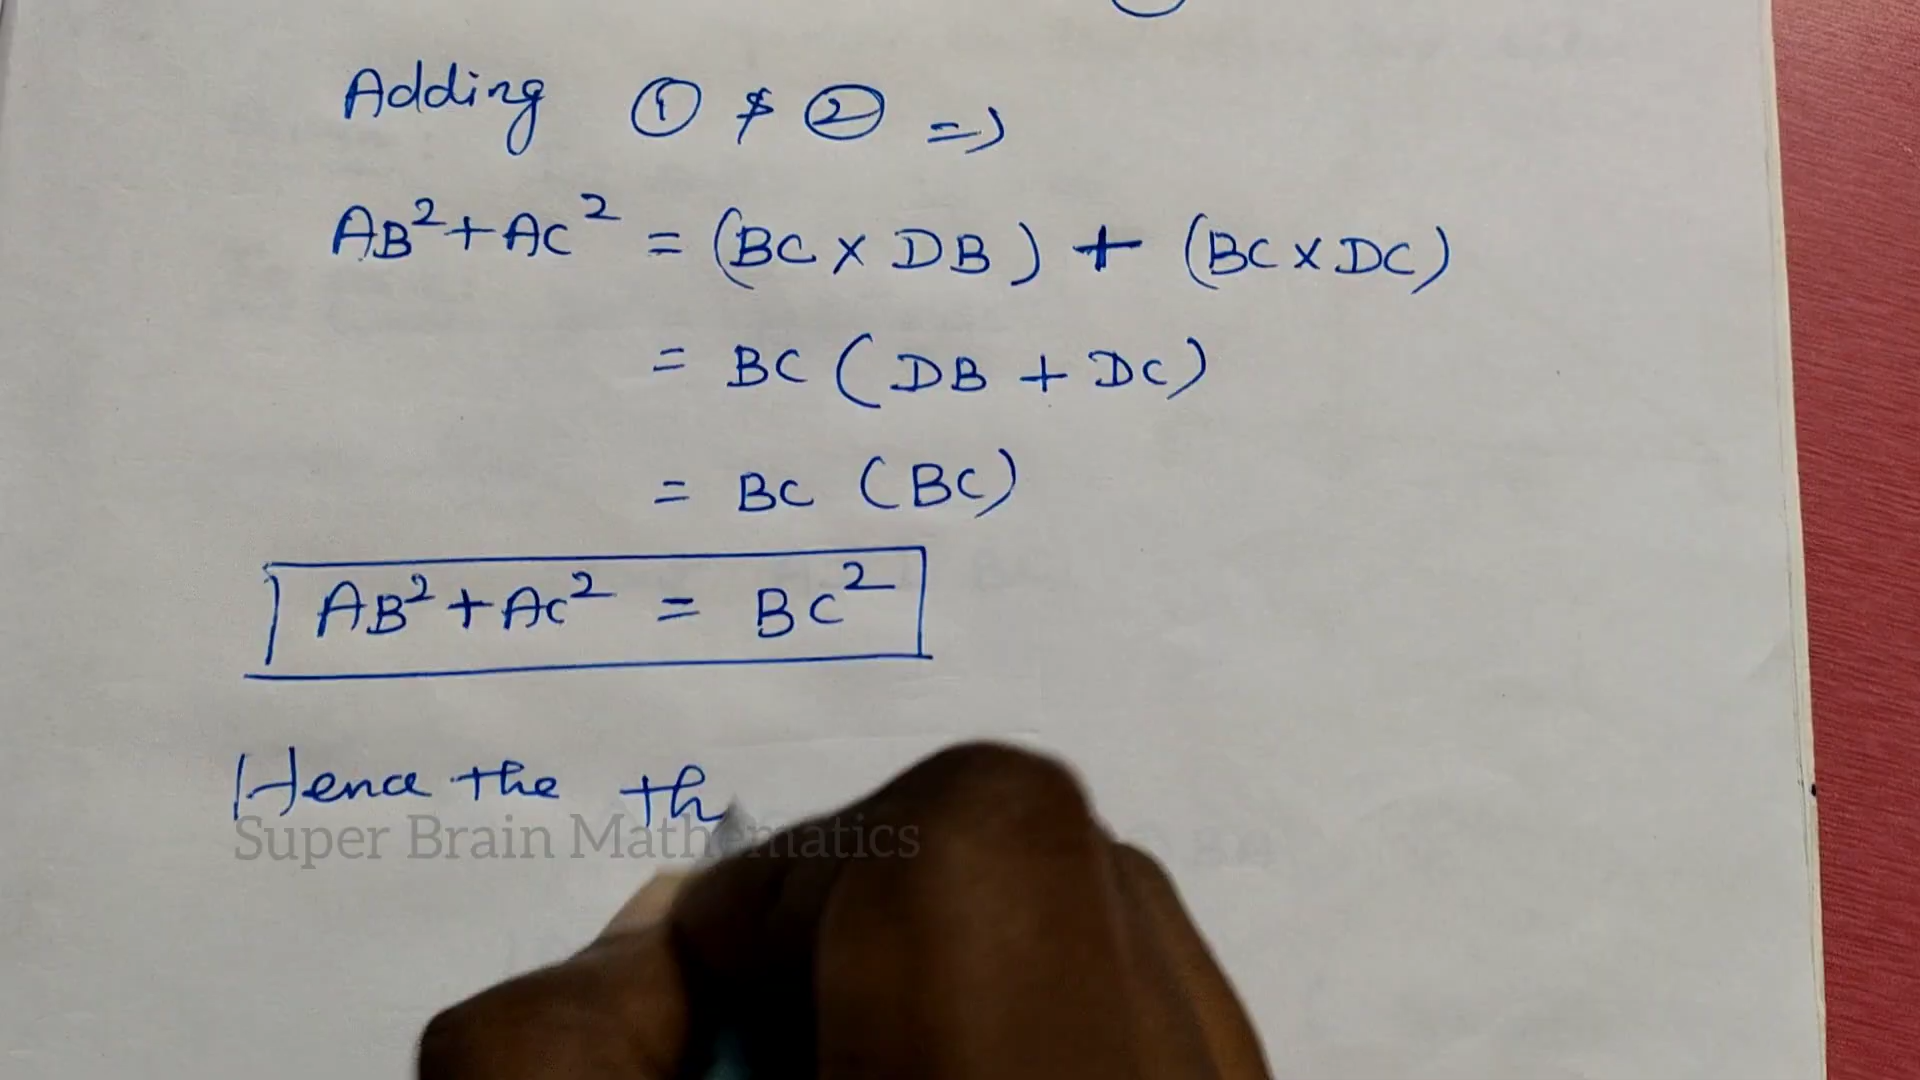 Adding ① & ② =>
AB²+AC² = (BC × DB) + (BC × DC)
= BC (DB + DC)
= BC (BC)
AB²+AC² = BC²
Hence the th
Super Brain Mathematics